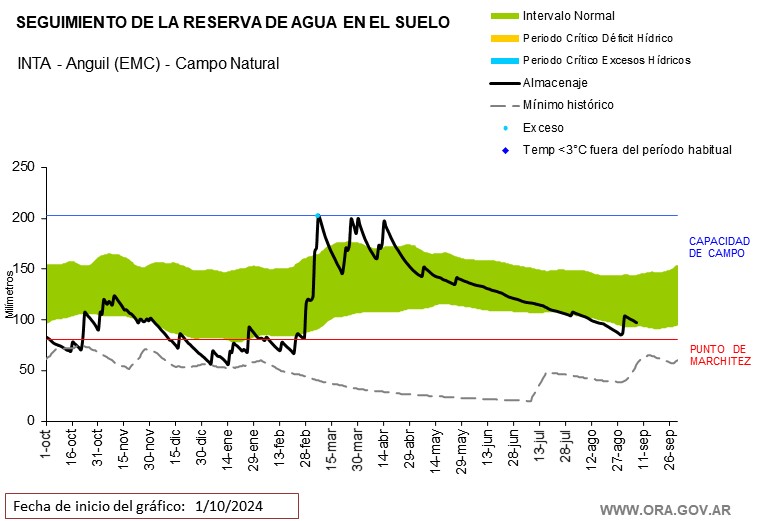 SEGUIMIENTO DE LA RESERVA DE AGUA EN EL SUELO
INTA - Anguil (EMC) - Campo Natural
Intervalo Normal
Periodo Crítico Déficit Hídrico
Periodo Crítico Excesos Hídricos
Almacenaje
Mínimo histórico
Exceso
Temp <3°C fuera del período habitual
Milímetros
250
200
150
100
50
0
CAPACIDAD
DE CAMPO
PUNTO DE
MARCHITEZ
1-oct
16-oct
31-oct
15-nov
30-nov
15-dic
30-dic
14-ene
29-ene
13-feb
28-feb
15-mar
30-mar
14-abr
29-abr
14-may
29-may
13-jun
28-jun
13-jul
28-jul
12-ago
27-ago
11-sep
26-sep
Fecha de inicio del gráfico: 1/10/2024
WWW.ORA.GOV.AR